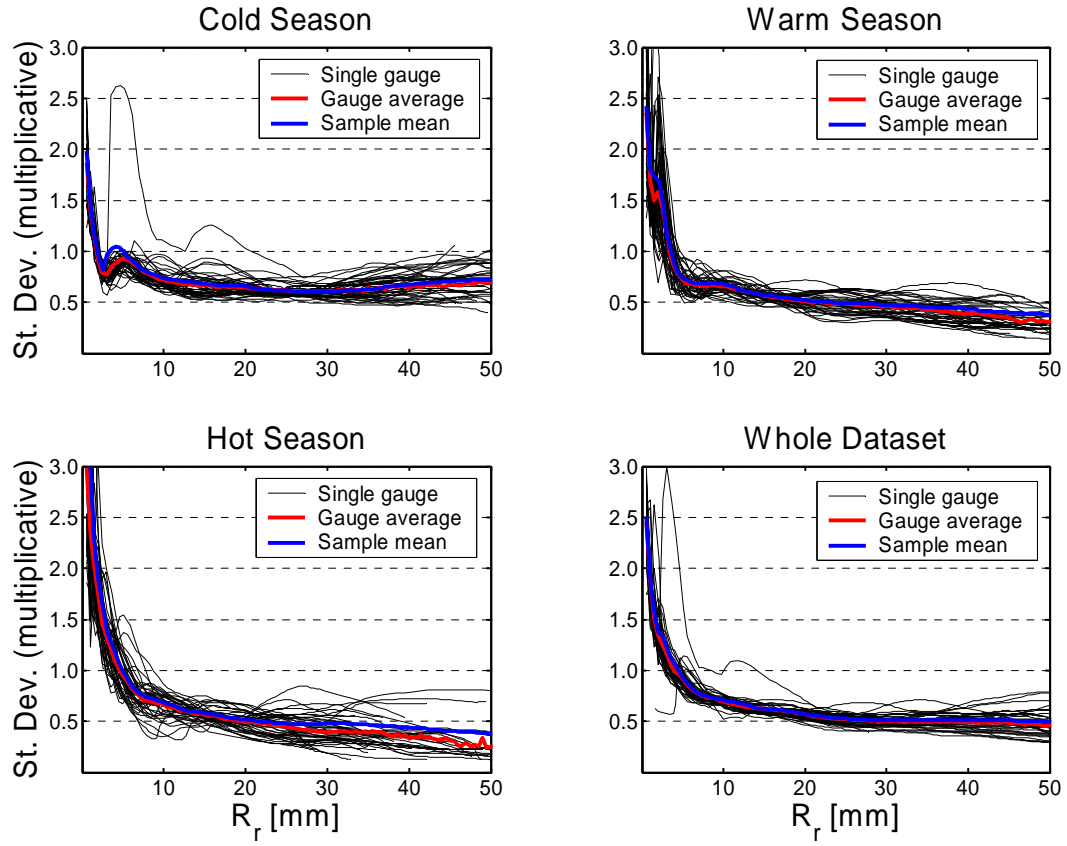 Cold Season
St. Dev. (multiplicative)
3.0
2.5
2.0
1.5
1.0
0.5
Single gauge
Gauge average
Sample mean
10 20 30 40 50
Warm Season
3.0
2.5
2.0
1.5
1.0
0.5
Single gauge
Gauge average
Sample mean
10 20 30 40 50
Hot Season
St. Dev. (multiplicative)
3.0
2.5
2.0
1.5
1.0
0.5
Single gauge
Gauge average
Sample mean
10 20 30 40 50
R_r [mm]
Whole Dataset
3.0
2.5
2.0
1.5
1.0
0.5
Single gauge
Gauge average
Sample mean
10 20 30 40 50
R_r [mm]